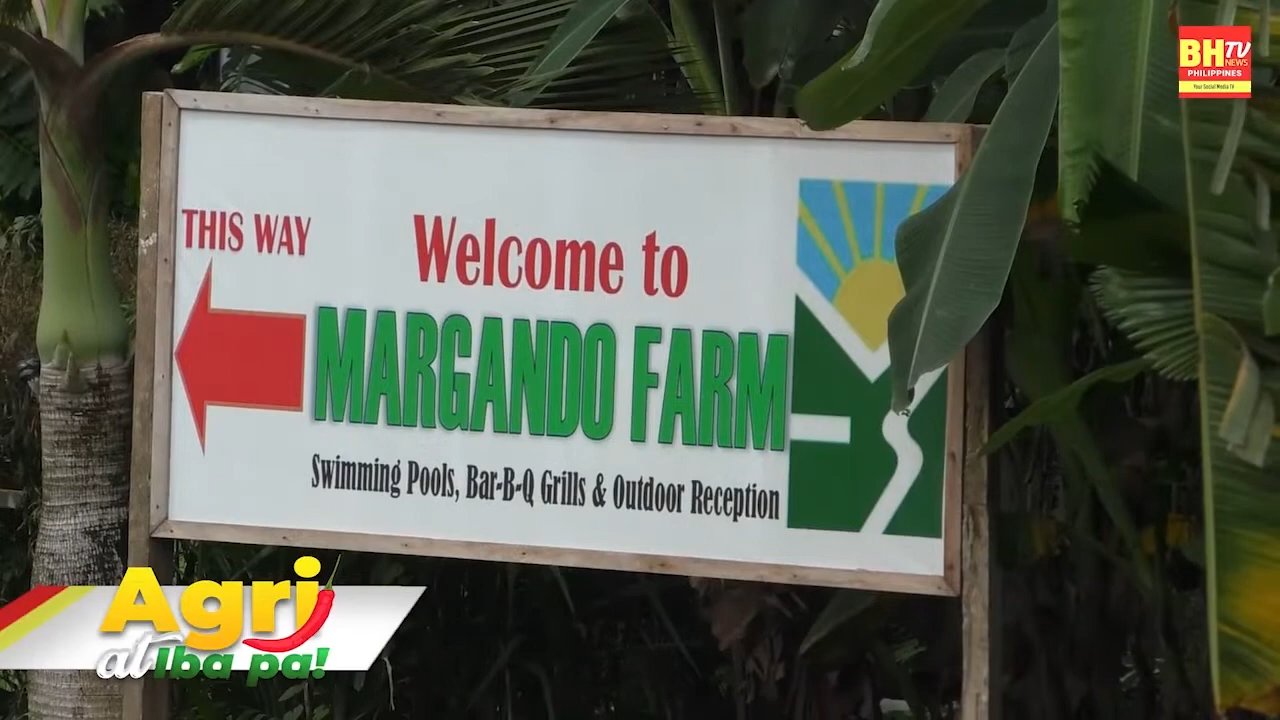 BHTV
NEWS
PHILIPPINES
Your Social Media TV
THIS WAY
Welcome to
MARGANDO FARM
Swimming Pools, Bar-B-Q Grills & Outdoor Reception
Agri
at Iba pa!